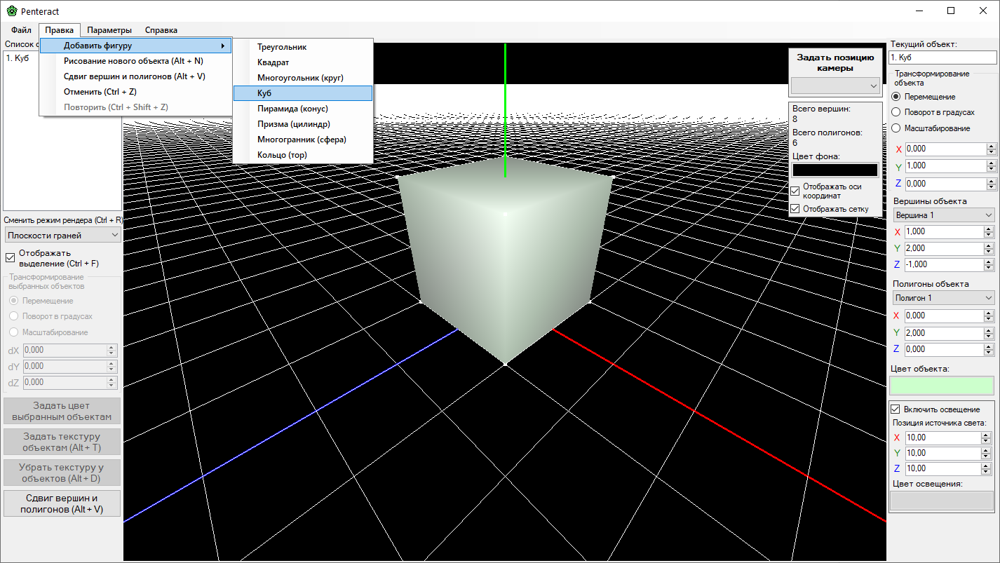 Penteract
Файл Правка Параметры Справка
Список о
1. Куб
Добавить фигуру
Рисование нового объекта (Alt + N)
Сдвиг вершин и полигонов (Alt + V)
Отменить (Ctrl + Z)
Повторить (Ctrl + Shift + Z)
Треугольник
Квадрат
Многоугольник (круг)
Куб
Пирамида (конус)
Призма (цилиндр)
Многогранник (сфера)
Кольцо (тор)
Сменить режим рендера (Ctrl + R)
Плоскости граней
Отображать
выделение (Ctrl + F)
Трансформирование
выбранных объектов
Перемещение
Поворот в градусах
Масштабирование
dX 0,000
dY 0,000
dZ 0,000
Задать цвет
выбранным объектам
Задать текстуру
объектам (Alt + T)
Убрать текстуру у
объектов (Alt + D)
Сдвиг вершин и
полигонов (Alt + V)
Задать позицию
камеры
Всего вершин:
8
Всего полигонов:
6
Цвет фона:
Отображать оси
координат
Отображать сетку
Текущий объект:
1. Куб
Трансформирование
объекта
Перемещение
Поворот в градусах
Масштабирование
X 0,000
Y 1,000
Z 0,000
Вершины объекта
Вершина 1
X 1,000
Y 2,000
Z -1,000
Полигоны объекта
Полигон 1
X 0,000
Y 2,000
Z 0,000
Цвет объекта:
Включить освещение
Позиция источника света:
X 10,00
Y 10,00
Z 10,00
Цвет освещения: